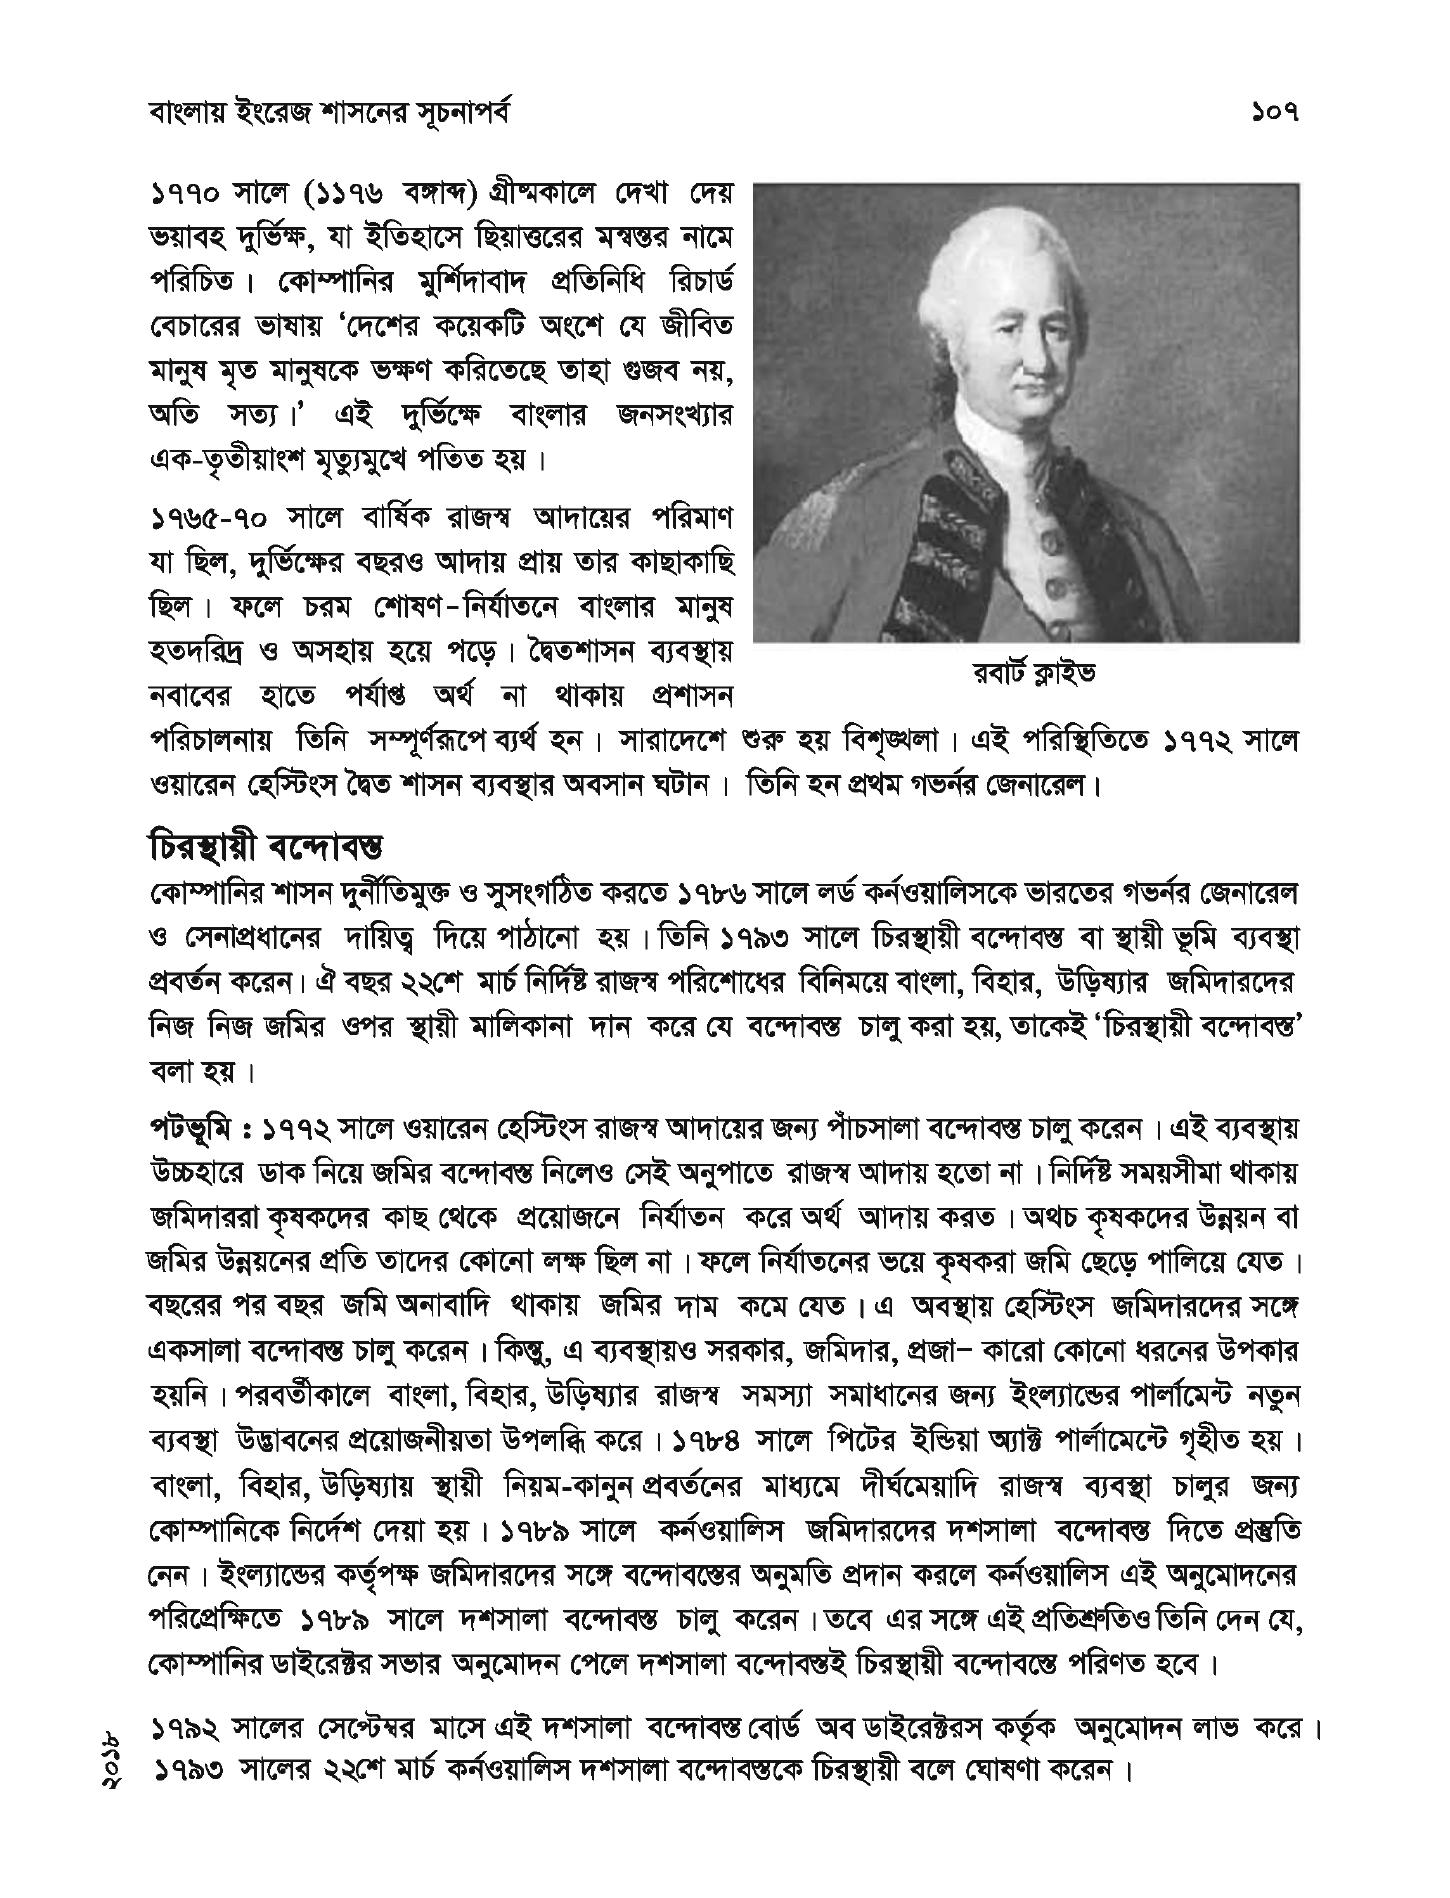 বাংলায় ইংরেজ শাসনের সূচনাপর্ব ১০৭
১৭৭০ সালে (১১৭৬ বঙ্গাব্দ) গ্রীষ্মকালে দেখা দেয়
ভয়াবহ দুর্ভিক্ষ, যা ইতিহাসে ছিয়াত্তরের মন্বন্তর নামে
পরিচিত। কোম্পানির মুর্শিদাবাদ প্রতিনিধি রিচার্ড
বেচারের ভাষায় ‘দেশের কয়েকটি অংশে যে জীবিত
মানুষ মৃত মানুষকে ভক্ষণ করিতেছে তাহা গুজব নয়,
অতি সত্য।’ এই দুর্ভিক্ষে বাংলার জনসংখ্যার
এক-তৃতীয়াংশ মৃত্যুমুখে পতিত হয়।
১৭৬৫-৭০ সালে বার্ষিক রাজস্ব আদায়ের পরিমাণ
যা ছিল, দুর্ভিক্ষের বছরও আদায় প্রায় তার কাছাকাছি
ছিল। ফলে চরম শোষণ-নির্যাতনে বাংলার মানুষ
হতদরিদ্র ও অসহায় হয়ে পড়ে। দ্বৈতশাসন ব্যবস্থায়
নবাবের হাতে পর্যাপ্ত অর্থ না থাকায় প্রশাসন
রবার্ট ক্লাইভ
পরিচালনায় তিনি সম্পূর্ণরূপে ব্যর্থ হন। সারাদেশে শুরু হয় বিশৃঙ্খলা। এই পরিস্থিতিতে ১৭৭২ সালে
ওয়ারেন হেস্টিংস দ্বৈত শাসন ব্যবস্থার অবসান ঘটান। তিনি হন প্রথম গভর্নর জেনারেল।
চিরস্থায়ী বন্দোবস্ত
কোম্পানির শাসন দুর্নীতিমুক্ত ও সুসংগঠিত করতে ১৭৮৬ সালে লর্ড কর্নওয়ালিসকে ভারতের গভর্নর জেনারেল
ও সেনাপ্রধানের দায়িত্ব দিয়ে পাঠানো হয়। তিনি ১৭৯৩ সালে চিরস্থায়ী বন্দোবস্ত বা স্থায়ী ভূমি ব্যবস্থা
প্রবর্তন করেন। ঐ বছর ২২শে মার্চ নির্দিষ্ট রাজস্ব পরিশোধের বিনিময়ে বাংলা, বিহার, উড়িষ্যার জমিদারদের
নিজ নিজ জমির ওপর স্থায়ী মালিকানা দান করে যে বন্দোবস্ত চালু করা হয়, তাকেই ‘চিরস্থায়ী বন্দোবস্ত’
বলা হয়।
পটভূমি : ১৭৭২ সালে ওয়ারেন হেস্টিংস রাজস্ব আদায়ের জন্য পাঁচসালা বন্দোবস্ত চালু করেন। এই ব্যবস্থায়
উচ্চহারে ডাক নিয়ে জমির বন্দোবস্ত নিলেও সেই অনুপাতে রাজস্ব আদায় হতো না। নির্দিষ্ট সময়সীমা থাকায়
জমিদাররা কৃষকদের কাছ থেকে প্রয়োজনে নির্যাতন করে অর্থ আদায় করত। অথচ কৃষকদের উন্নয়ন বা
জমির উন্নয়নের প্রতি তাদের কোনো লক্ষ ছিল না। ফলে নির্যাতনের ভয়ে কৃষকরা জমি ছেড়ে পালিয়ে যেত।
বছরের পর বছর জমি অনাবাদি থাকায় জমির দাম কমে যেত। এ অবস্থায় হেস্টিংস জমিদারদের সঙ্গে
একসালা বন্দোবস্ত চালু করেন। কিন্তু, এ ব্যবস্থায়ও সরকার, জমিদার, প্রজা– কারো কোনো ধরনের উপকার
হয়নি। পরবর্তীকালে বাংলা, বিহার, উড়িষ্যার রাজস্ব সমস্যা সমাধানের জন্য ইংল্যান্ডের পার্লামেন্ট নতুন
ব্যবস্থা উদ্ভাবনের প্রয়োজনীয়তা উপলব্ধি করে। ১৭৮৪ সালে পিটের ইন্ডিয়া অ্যাক্ট পার্লামেন্টে গৃহীত হয়।
বাংলা, বিহার, উড়িষ্যায় স্থায়ী নিয়ম-কানুন প্রবর্তনের মাধ্যমে দীর্ঘমেয়াদি রাজস্ব ব্যবস্থা চালুর জন্য
কোম্পানিকে নির্দেশ দেয়া হয়। ১৭৮৯ সালে কর্নওয়ালিস জমিদারদের দশসালা বন্দোবস্ত দিতে প্রস্তুতি
নেন। ইংল্যান্ডের কর্তৃপক্ষ জমিদারদের সঙ্গে বন্দোবস্তের অনুমতি প্রদান করলে কর্নওয়ালিস এই অনুমোদনের
পরিপ্রেক্ষিতে ১৭৮৯ সালে দশসালা বন্দোবস্ত চালু করেন। তবে এর সঙ্গে এই প্রতিশ্রুতিও তিনি দেন যে,
কোম্পানির ডাইরেক্টর সভার অনুমোদন পেলে দশসালা বন্দোবস্তই চিরস্থায়ী বন্দোবস্তে পরিণত হবে।
১৭৯২ সালের সেপ্টেম্বর মাসে এই দশসালা বন্দোবস্ত বোর্ড অব ডাইরেক্টরস কর্তৃক অনুমোদন লাভ করে।
১৭৯৩ সালের ২২শে মার্চ কর্নওয়ালিস দশসালা বন্দোবস্তকে চিরস্থায়ী বলে ঘোষণা করেন।
২০১৮